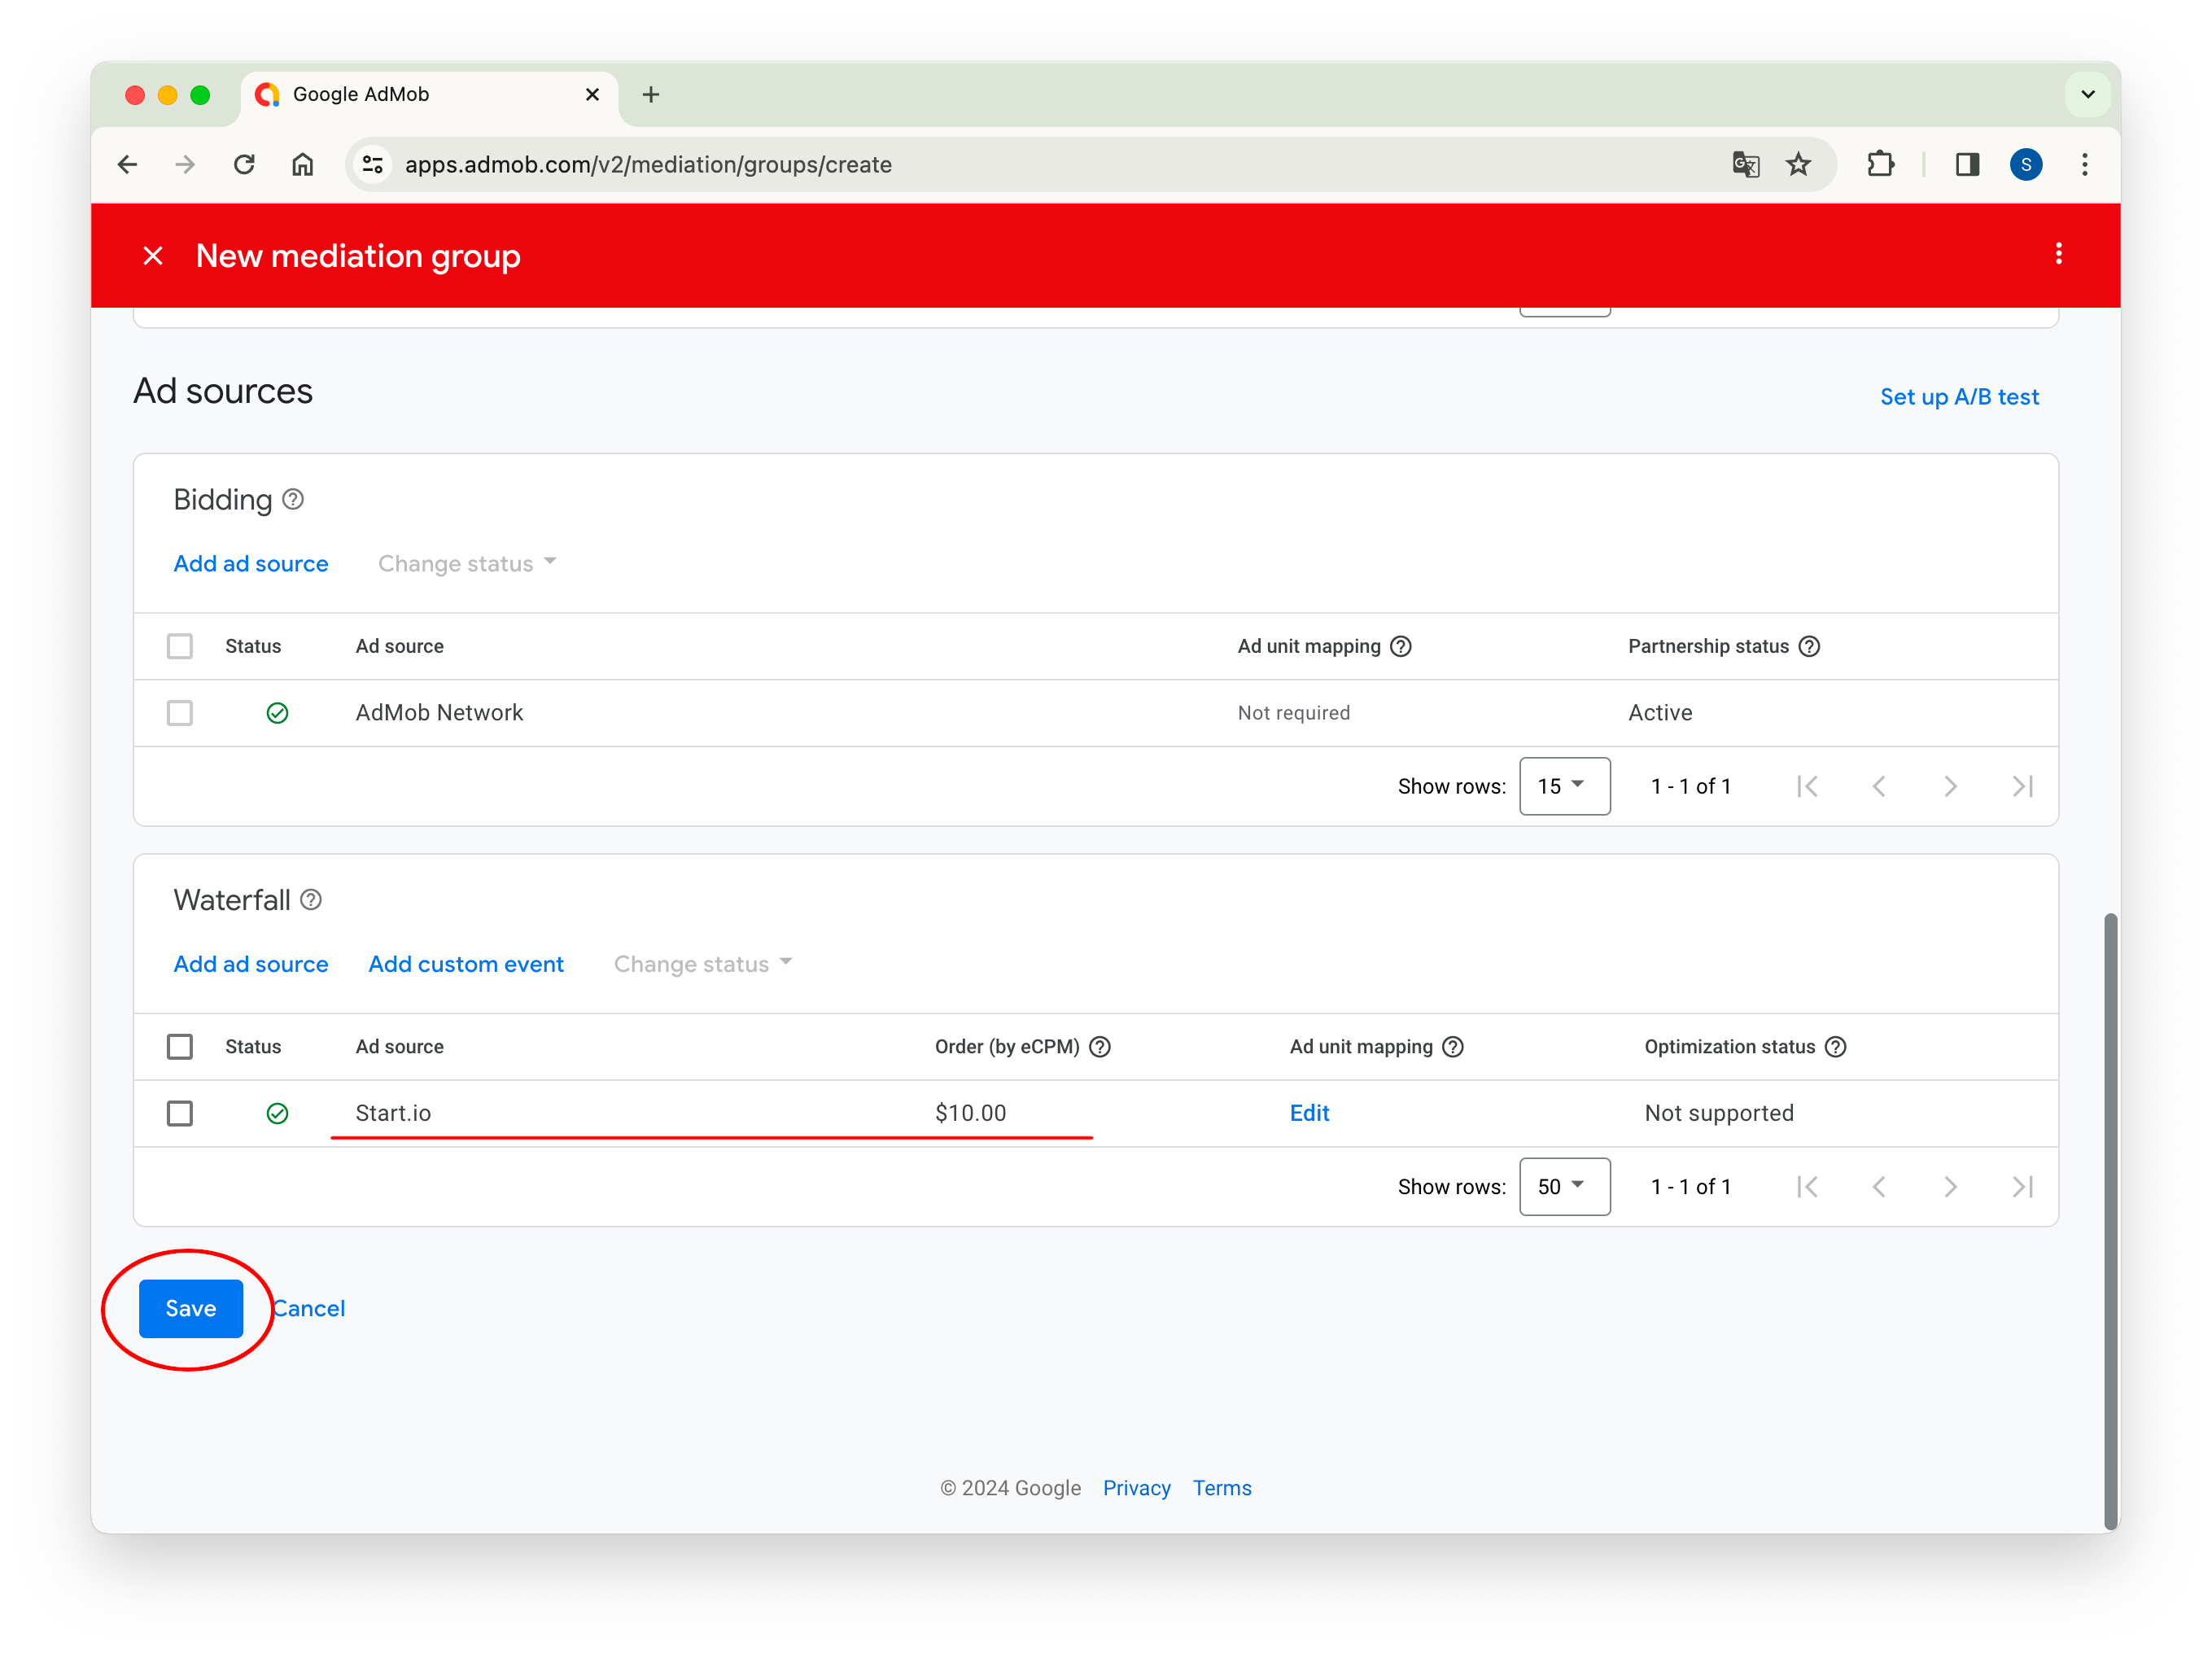 Google AdMob
apps.admob.com/v2/mediation/groups/create
S
New mediation group
Ad sources
Set up A/B test
Bidding
Add ad source Change status
Status Ad source Ad unit mapping Partnership status
AdMob Network Not required Active
Show rows: 15 1 - 1 of 1
Waterfall
Add ad source Add custom event Change status
Status Ad source Order (by eCPM) Ad unit mapping Optimization status
Start.io $10.00 Edit Not supported
Show rows: 50 1 - 1 of 1
Save Cancel
© 2024 Google Privacy Terms